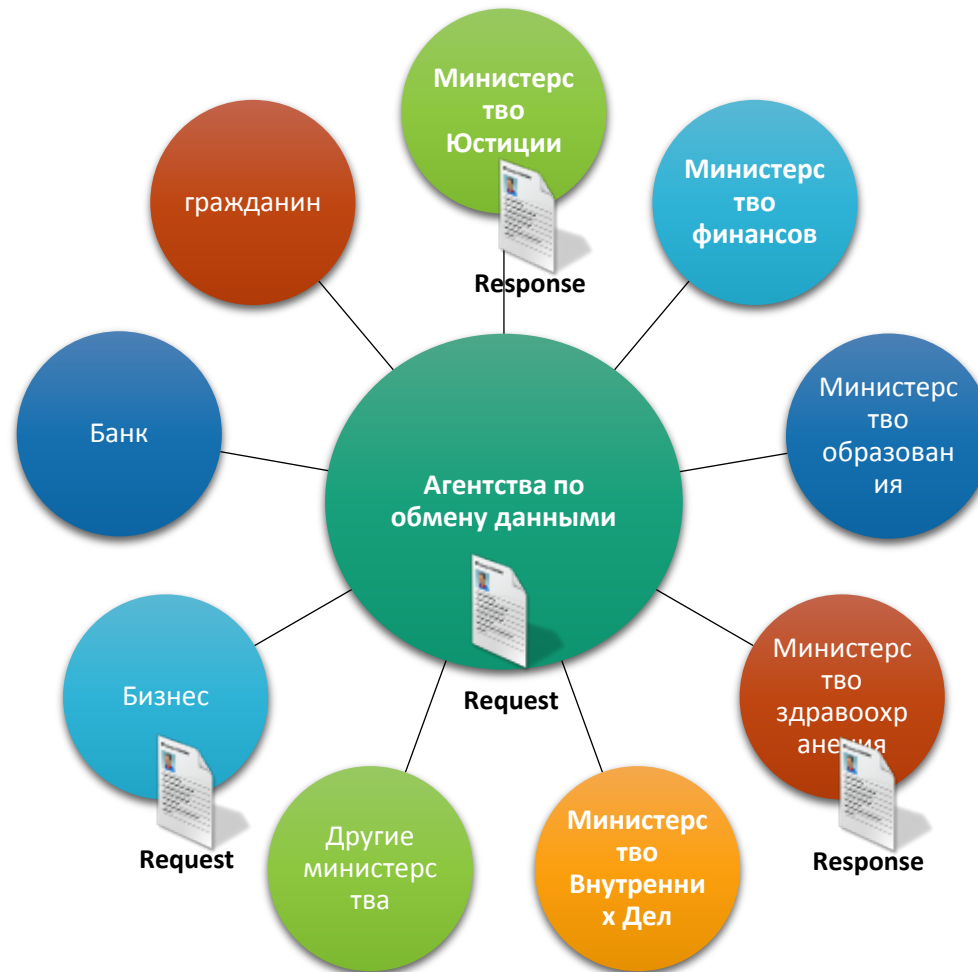 Министерс
тво
Юстиции
Response
гражданин
Министерс
тво
финансов
Банк
Министерс
тво
образован
ия
Агентства по
обмену данными
Request
Бизнес
Request
Министерс
тво
здравоохр
анения
Response
Другие
министерс
тва
Министерс
тво
Внутренни
х Дел